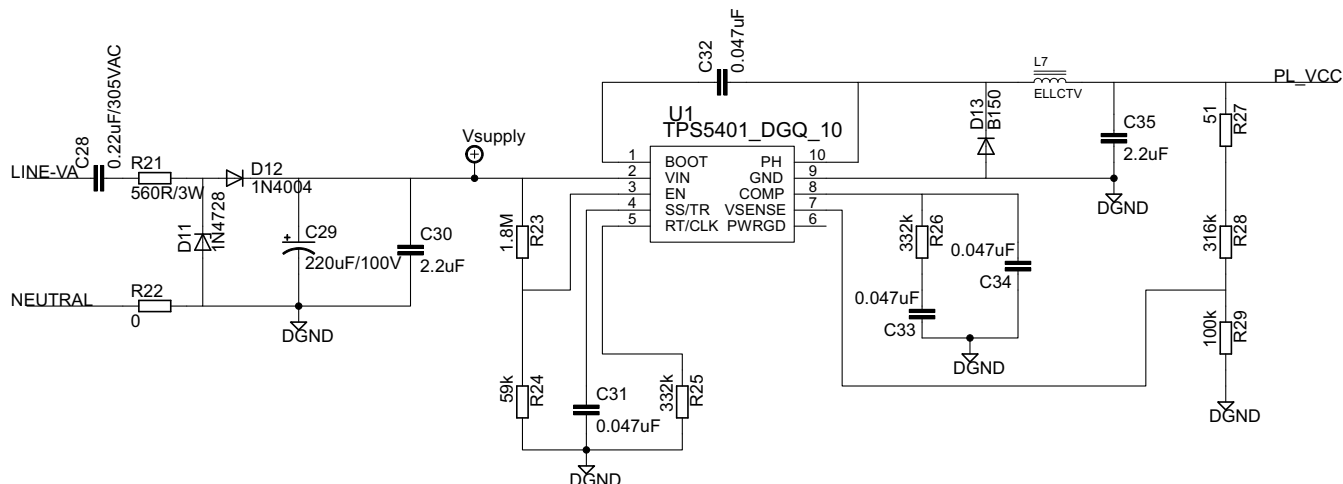 C32
0.047uF
L7
ELLCTV
PL_VCC
C28
0.22uF/305VAC
U1
TPS5401_DGQ_10
D13
B150
C35
2.2uF
51
R27
Vsupply
LINE-VA
R21
560R/3W
D12
1N4004
1 BOOT PH 10
2 VIN GND 9
3 EN COMP 8
4 SS/TR VSENSE 7
5 RT/CLK PWRGD 6
DGND
D11
1N4728
+
C29
220uF/100V
C30
2.2uF
1.8M
R23
332k
R26
0.047uF
C34
316k
R28
NEUTRAL
R22
0
DGND
0.047uF
C33
DGND
100k
R29
59k
R24
C31
0.047uF
332k
R25
DGND
DGND